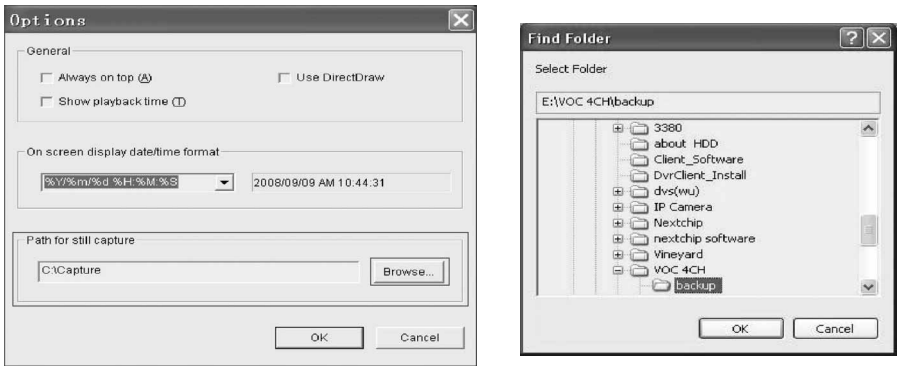 Options
General
Always on top (A)
Use DirectDraw
Show playback time (T)
On screen display date/time format
%Y/%m/%d %H:%M:%S
2008/09/09 AM 10:44:31
Path for still capture
C:\Capture
Browse...
OK
Cancel
Find Folder
Select Folder
E:\VOC 4CH\backup
3380
about HDD
Client_Software
DvrClient_Install
dvs(wu)
IP Camera
Nextchip
nextchip software
Vineyard
VOC 4CH
backup
OK
Cancel